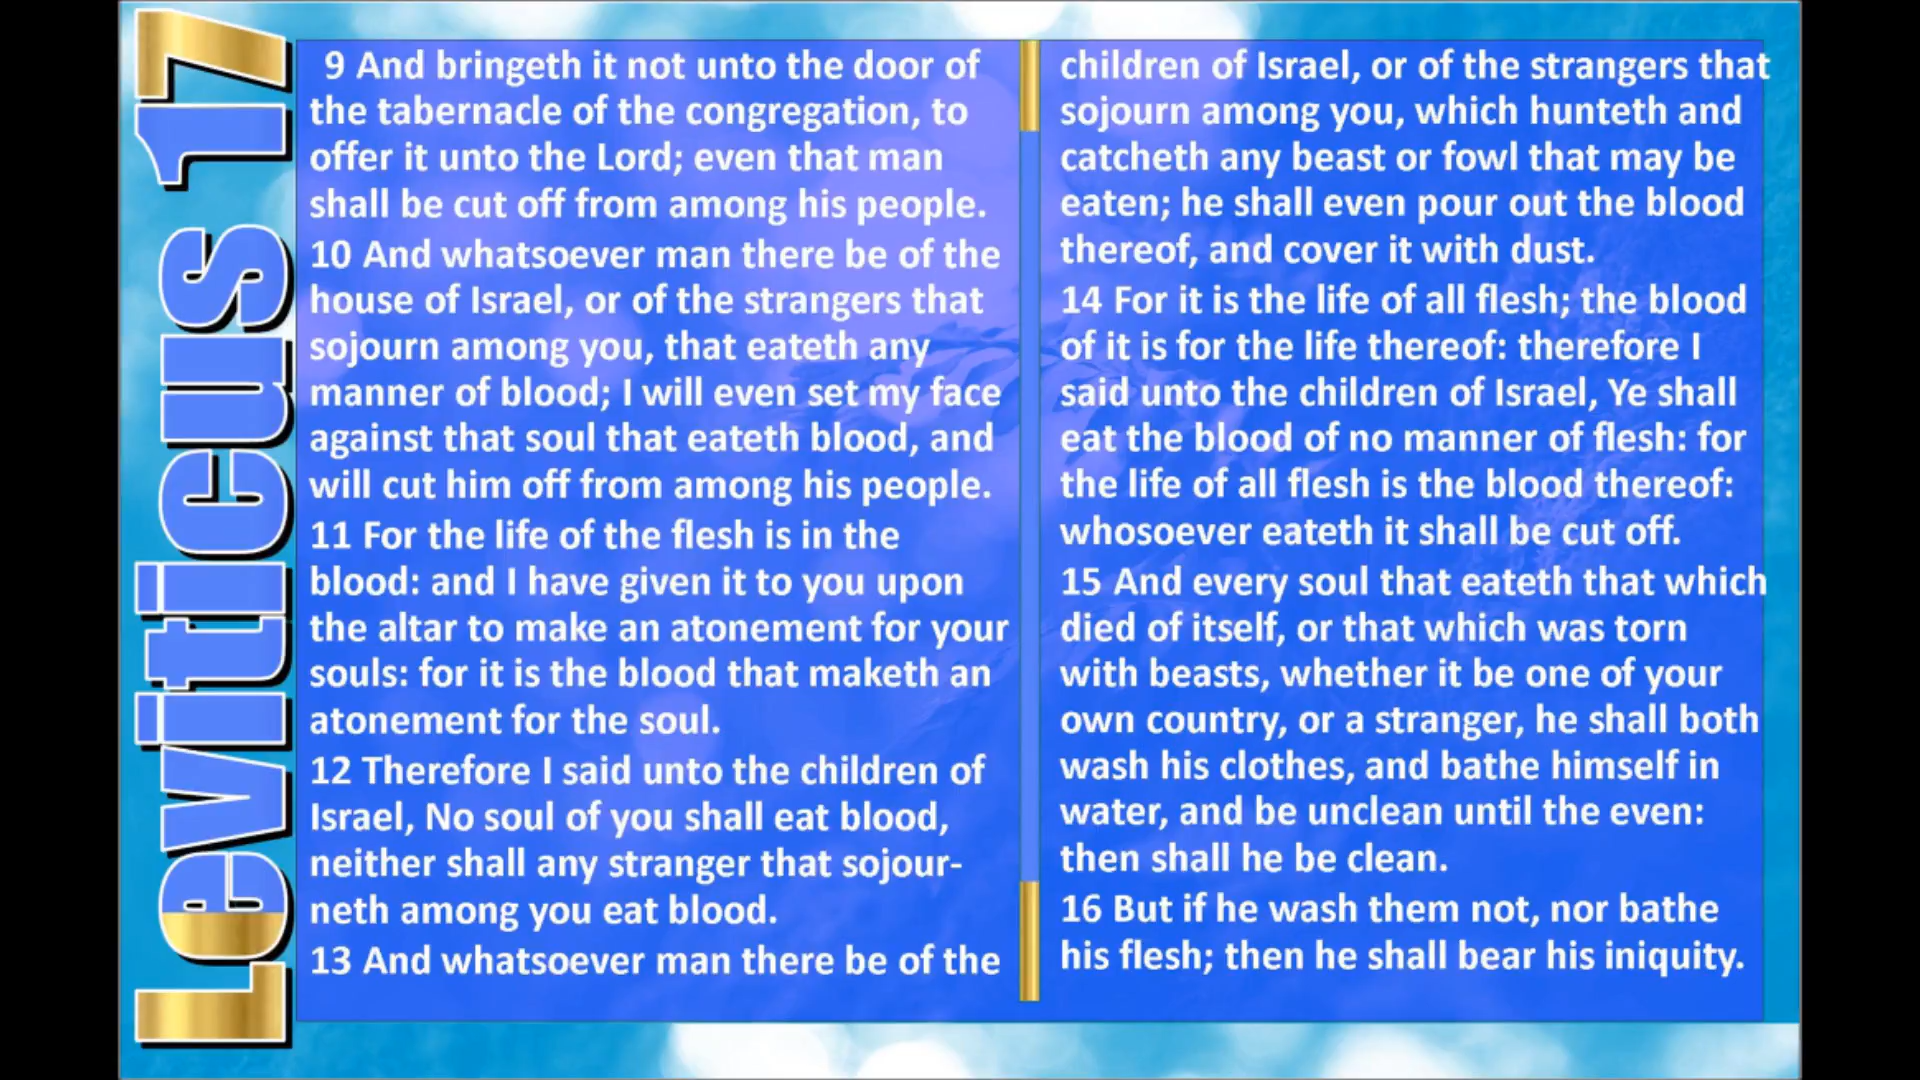 Leviticus 17
9 And bringeth it not unto the door of
the tabernacle of the congregation, to
offer it unto the Lord; even that man
shall be cut off from among his people.
10 And whatsoever man there be of the
house of Israel, or of the strangers that
sojourn among you, that eateth any
manner of blood; I will even set my face
against that soul that eateth blood, and
will cut him off from among his people.
11 For the life of the flesh is in the
blood: and I have given it to you upon
the altar to make an atonement for your
souls: for it is the blood that maketh an
atonement for the soul.
12 Therefore I said unto the children of
Israel, No soul of you shall eat blood,
neither shall any stranger that sojour-
neth among you eat blood.
13 And whatsoever man there be of the
children of Israel, or of the strangers that
sojourn among you, which hunteth and
catcheth any beast or fowl that may be
eaten; he shall even pour out the blood
thereof, and cover it with dust.
14 For it is the life of all flesh; the blood
of it is for the life thereof: therefore I
said unto the children of Israel, Ye shall
eat the blood of no manner of flesh: for
the life of all flesh is the blood thereof:
whosoever eateth it shall be cut off.
15 And every soul that eateth that which
died of itself, or that which was torn
with beasts, whether it be one of your
own country, or a stranger, he shall both
wash his clothes, and bathe himself in
water, and be unclean until the even:
then shall he be clean.
16 But if he wash them not, nor bathe
his flesh; then he shall bear his iniquity.